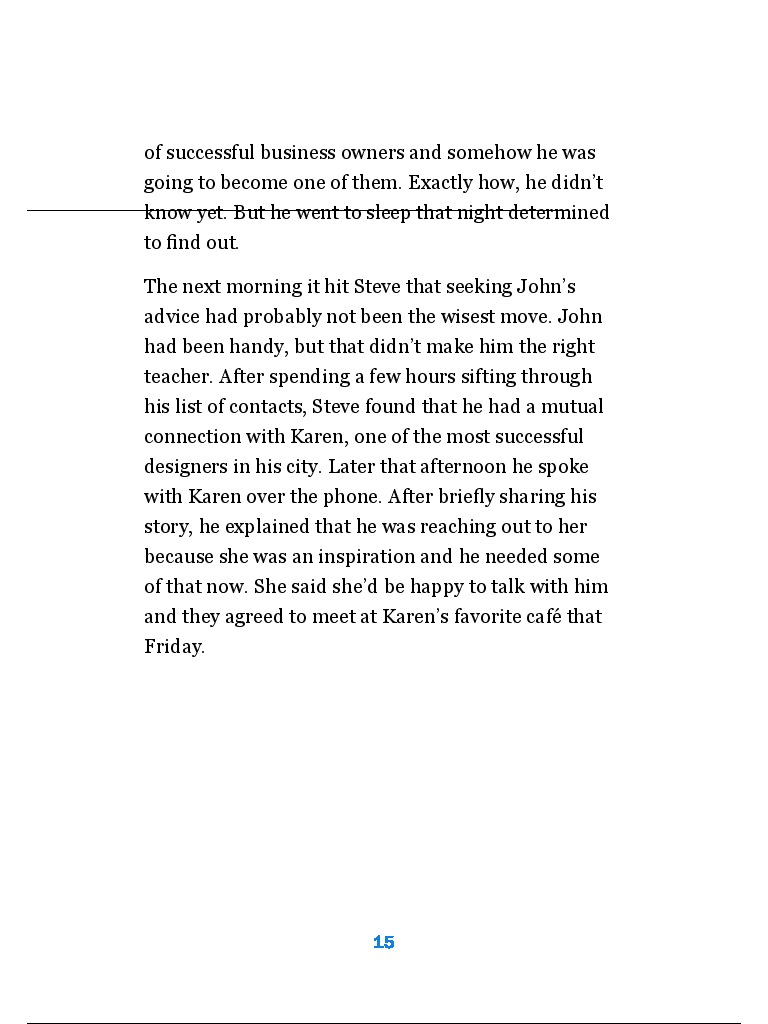 of successful business owners and somehow he was
going to become one of them. Exactly how, he didn’t
know yet. But he went to sleep that night determined
to find out.
The next morning it hit Steve that seeking John’s
advice had probably not been the wisest move. John
had been handy, but that didn’t make him the right
teacher. After spending a few hours sifting through
his list of contacts, Steve found that he had a mutual
connection with Karen, one of the most successful
designers in his city. Later that afternoon he spoke
with Karen over the phone. After briefly sharing his
story, he explained that he was reaching out to her
because she was an inspiration and he needed some
of that now. She said she’d be happy to talk with him
and they agreed to meet at Karen’s favorite café that
Friday.
15